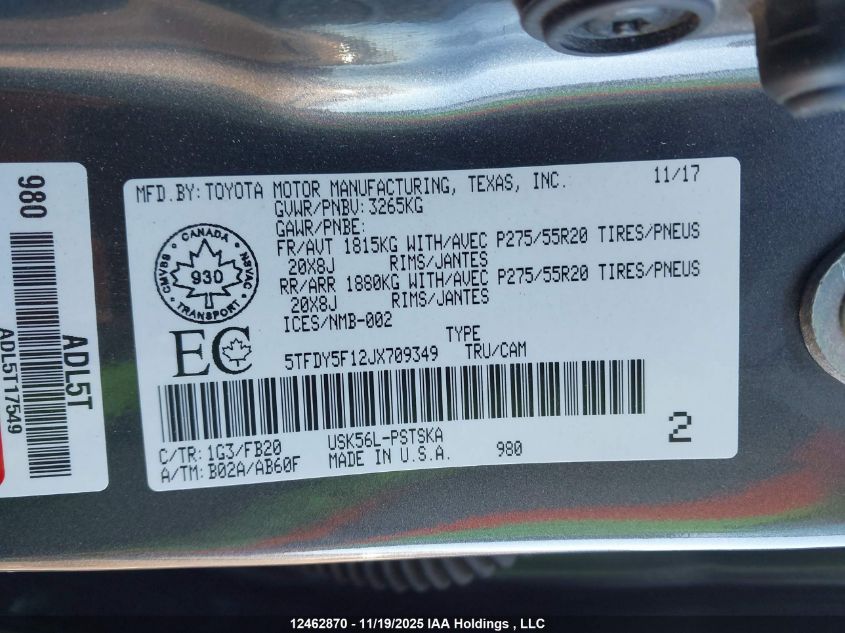 980
ADL5T
ADL5T17549
MFD.BY:TOYOTA MOTOR MANUFACTURING, TEXAS, INC. 11/17
GVWR/PNBV:3265KG
GAWR/PNBE:
FR/AVT 1815KG WITH/AVEC P275/55R20 TIRES/PNEUS
20X8J RIMS/JANTES
RR/ARR 1880KG WITH/AVEC P275/55R20 TIRES/PNEUS
20X8J RIMS/JANTES
ICES/NMB-002
CANADA
CMVSS
NSVAC
930
TRANSPORT
EC
TYPE
5TFDY5F12JX709349 TRU/CAM
2
C/TR:1G3/FB20 USK56L-PSTSKA
A/TM:B02A/AB60F MADE IN U.S.A. 980
12462870 - 11/19/2025 IAA Holdings , LLC